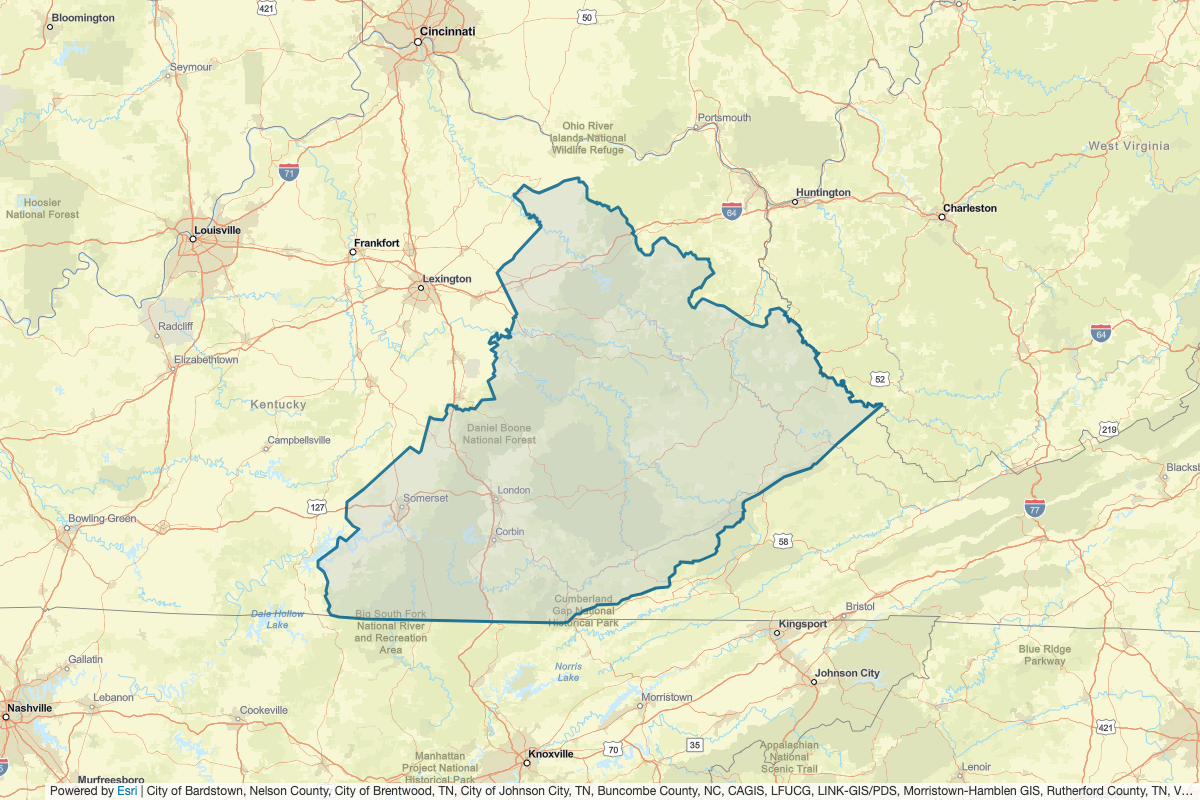 421
Bloomington
50
Cincinnati
Seymour
Portsmouth
Ohio River
Islands National
Wildlife Refuge
West Virginia
71
Hoosier
National Forest
Huntington
64
Charleston
Louisville
Frankfort
Lexington
Radcliff
64
Elizabethtown
52
Kentucky
219
Daniel Boone
National Forest
Campbellsville
Blacksb
Somerset
London
127
77
Bowling Green
Corbin
58
Cumberland
Gap National
Historical Park
Dale Hollow
Lake
Big South Fork
National River
and Recreation
Area
Bristol
Kingsport
Blue Ridge
Parkway
Gallatin
Norris
Lake
Johnson City
Lebanon
Morristown
Nashville
Cookeville
421
Knoxville
70
35
Manhattan
Project National
Historical Park
Appalachian
National
Scenic Trail
Lenoir
Murfreesboro
Powered by Esri | City of Bardstown, Nelson County, City of Brentwood, TN, City of Johnson City, TN, Buncombe County, NC, CAGIS, LFUCG, LINK-GIS/PDS, Morristown-Hamblen GIS, Rutherford County, TN, V…